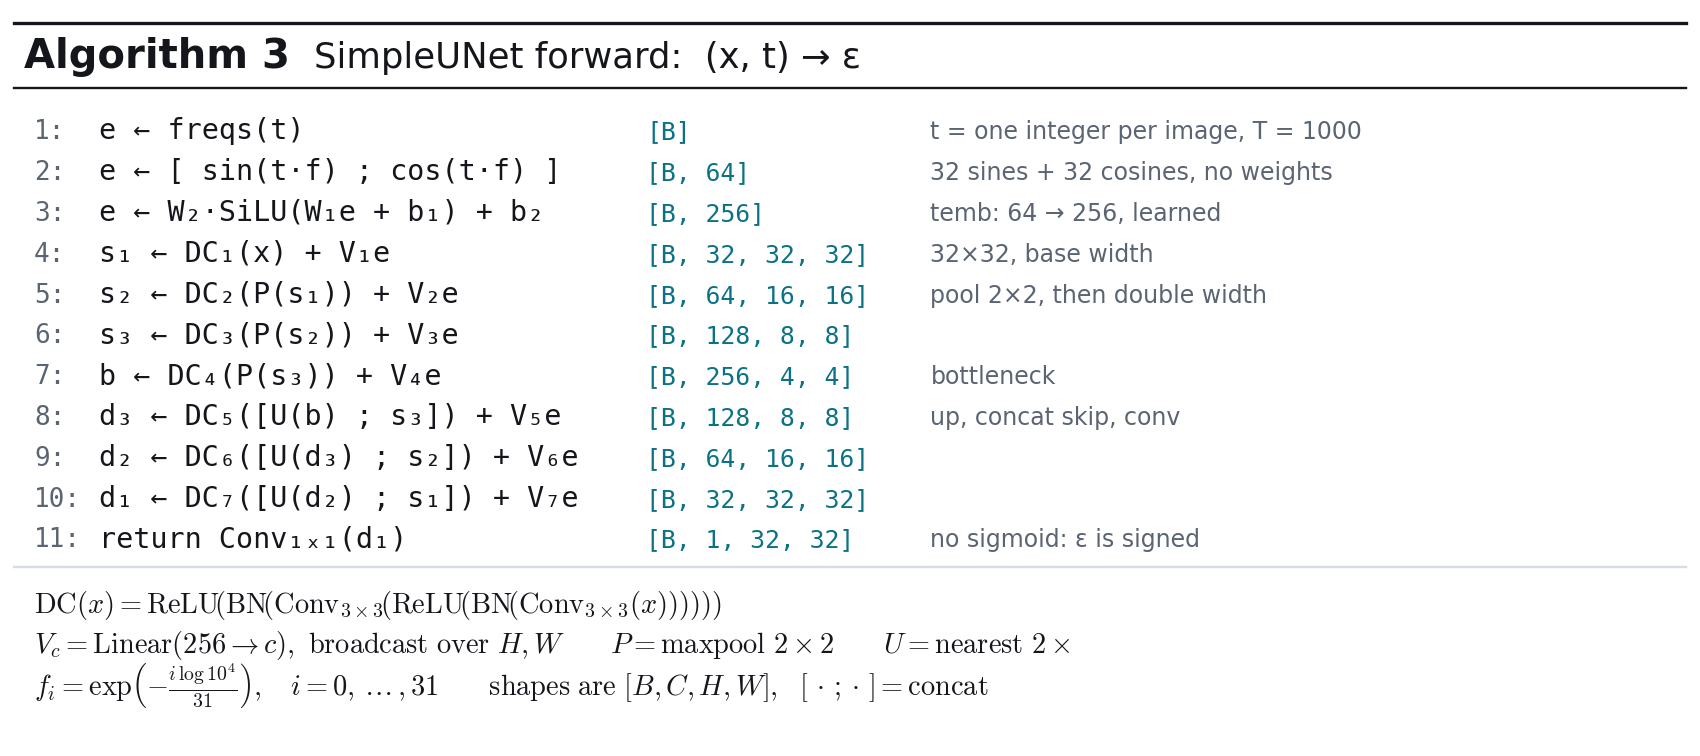 Algorithm 3 SimpleUNet forward: (x, t) → ε
1: e ← freqs(t) [B] t = one integer per image, T = 1000
2: e ← [ sin(t·f) ; cos(t·f) ] [B, 64] 32 sines + 32 cosines, no weights
3: e ← W₂·SiLU(W₁e + b₁) + b₂ [B, 256] temb: 64 → 256, learned
4: s₁ ← DC₁(x) + V₁e [B, 32, 32, 32] 32×32, base width
5: s₂ ← DC₂(P(s₁)) + V₂e [B, 64, 16, 16] pool 2×2, then double width
6: s₃ ← DC₃(P(s₂)) + V₃e [B, 128, 8, 8]
7: b ← DC₄(P(s₃)) + V₄e [B, 256, 4, 4] bottleneck
8: d₃ ← DC₅([U(b) ; s₃]) + V₅e [B, 128, 8, 8] up, concat skip, conv
9: d₂ ← DC₆([U(d₃) ; s₂]) + V₆e [B, 64, 16, 16]
10: d₁ ← DC₇([U(d₂) ; s₁]) + V₇e [B, 32, 32, 32]
11: return Conv₁ₓ₁(d₁) [B, 1, 32, 32] no sigmoid: ε is signed
DC(x) = ReLU(BN(Conv₃×₃(ReLU(BN(Conv₃×₃(x))))))
V_c = Linear(256 → c), broadcast over H, W P = maxpool 2 × 2 U = nearest 2 ×
f_i = exp(−(i log 10⁴)/31), i = 0, …, 31 shapes are [B, C, H, W], [ · ; · ] = concat